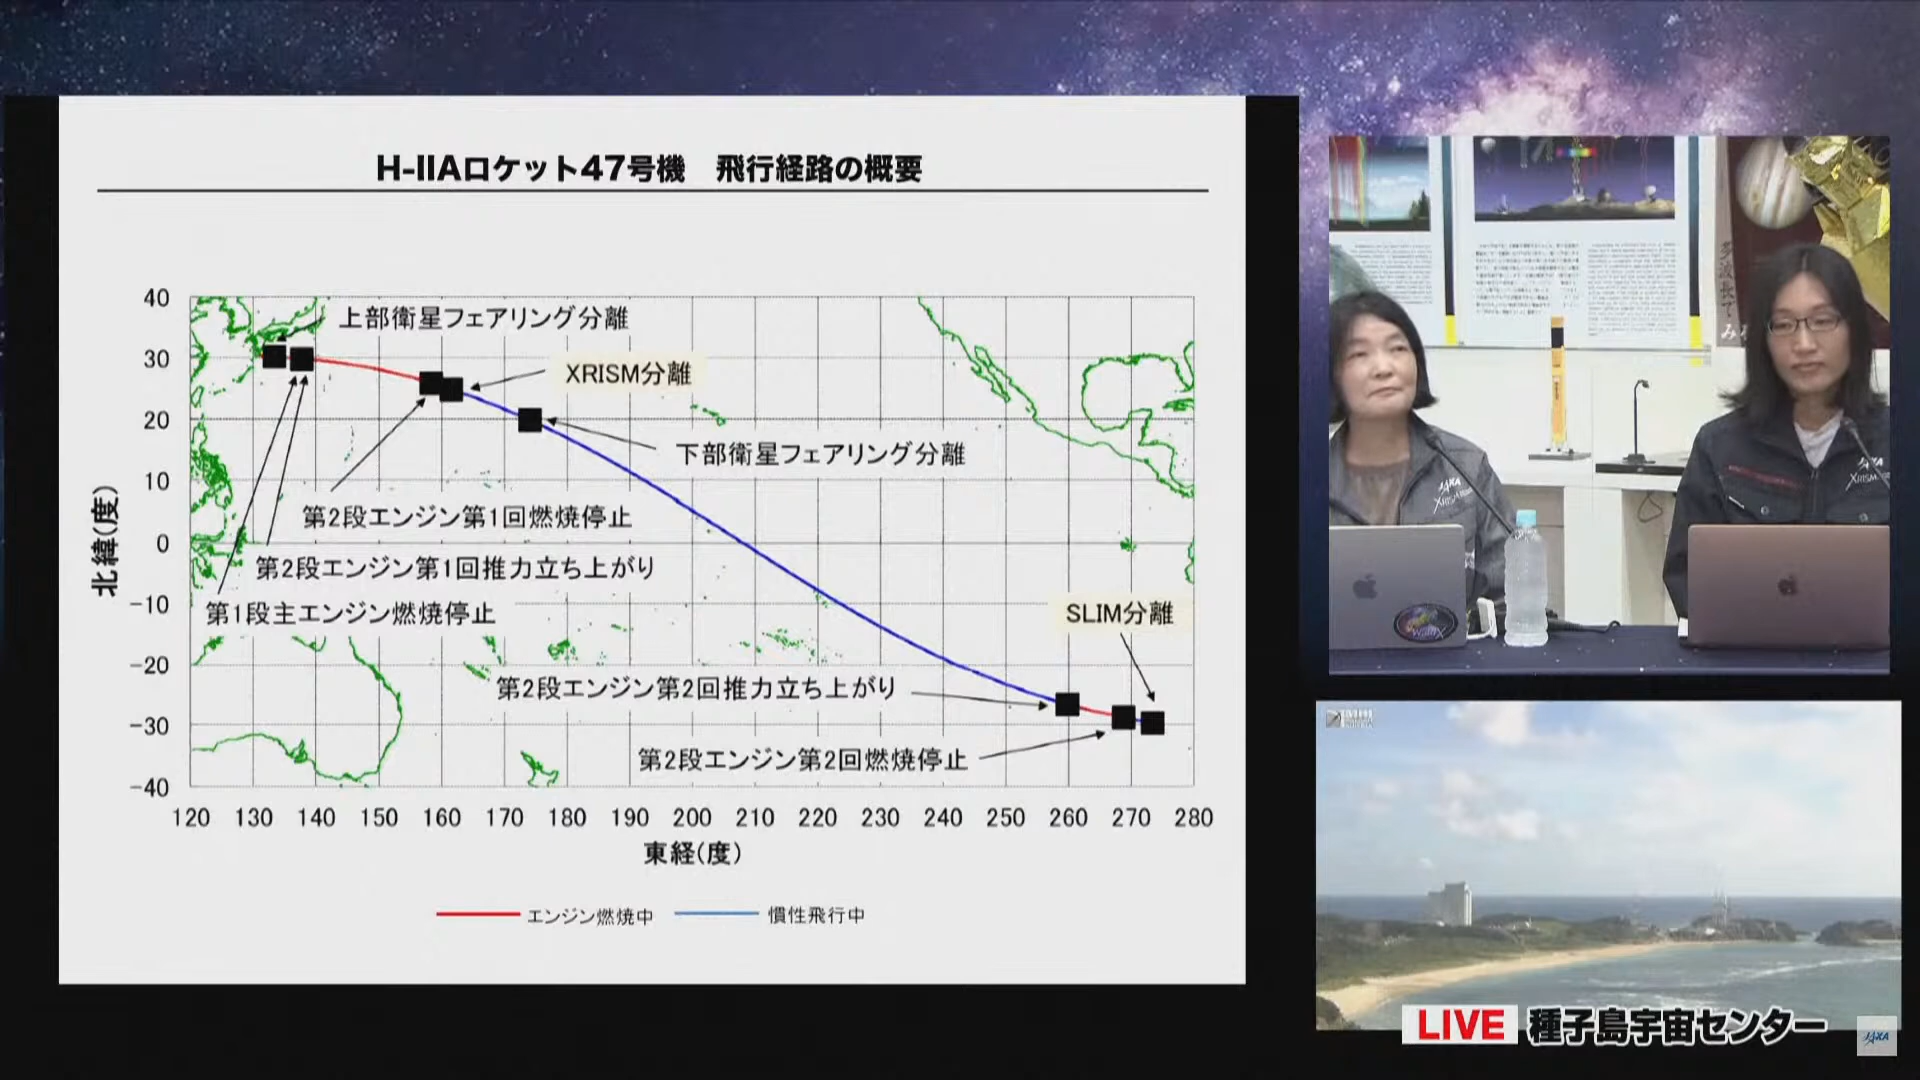 H-IIAロケット47号機　飛行経路の概要
40
30
20
10
0
-10
-20
-30
-40
北緯(度)
上部衛星フェアリング分離
XRISM分離
下部衛星フェアリング分離
第2段エンジン第1回燃焼停止
第2段エンジン第1回推力立ち上がり
第1段主エンジン燃焼停止
SLIM分離
第2段エンジン第2回推力立ち上がり
第2段エンジン第2回燃焼停止
120 130 140 150 160 170 180 190 200 210 220 230 240 250 260 270 280
東経(度)
エンジン燃焼中 慣性飛行中
多波長で
み
JAXA
XRISM
JAXA
XRISM
MHI
LIVE 種子島宇宙センター
JAXA